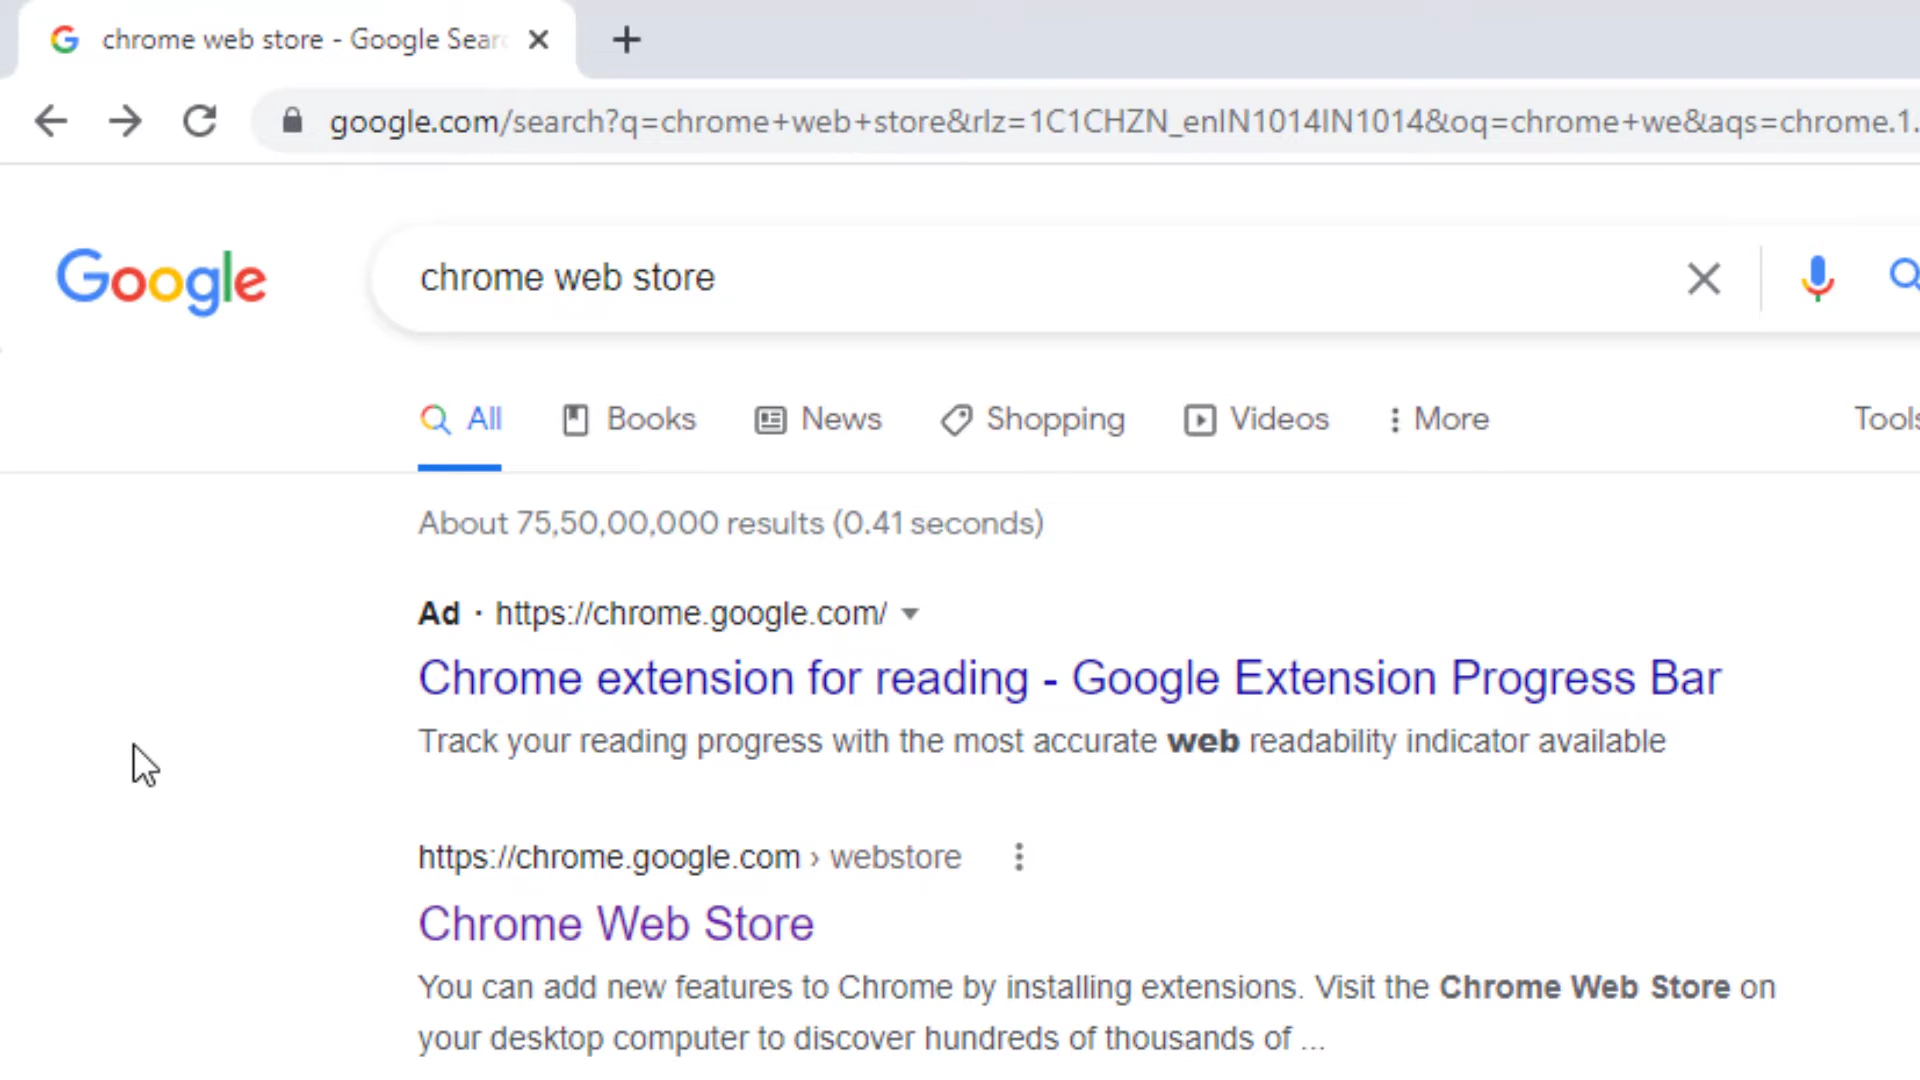 chrome web store - Google Sear
google.com/search?q=chrome+web+store&rlz=1C1CHZN_enIN1014IN1014&oq=chrome+we&aqs=chrome.1.
Google
chrome web store
All Books News Shopping Videos More Tools
About 75,50,00,000 results (0.41 seconds)
Ad · https://chrome.google.com/
Chrome extension for reading - Google Extension Progress Bar
Track your reading progress with the most accurate web readability indicator available
https://chrome.google.com › webstore
Chrome Web Store
You can add new features to Chrome by installing extensions. Visit the Chrome Web Store on
your desktop computer to discover hundreds of thousands of ...